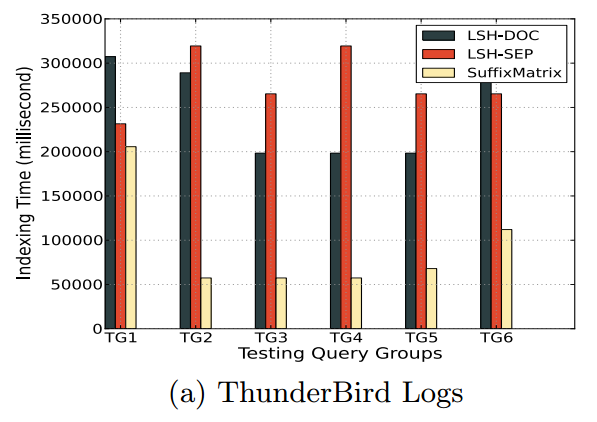 350000
300000
250000
200000
150000
100000
50000
0
Indexing Time (millisecond)
LSH-DOC
LSH-SEP
SuffixMatrix
TG1 TG2 TG3 TG4 TG5 TG6
Testing Query Groups
(a) ThunderBird Logs